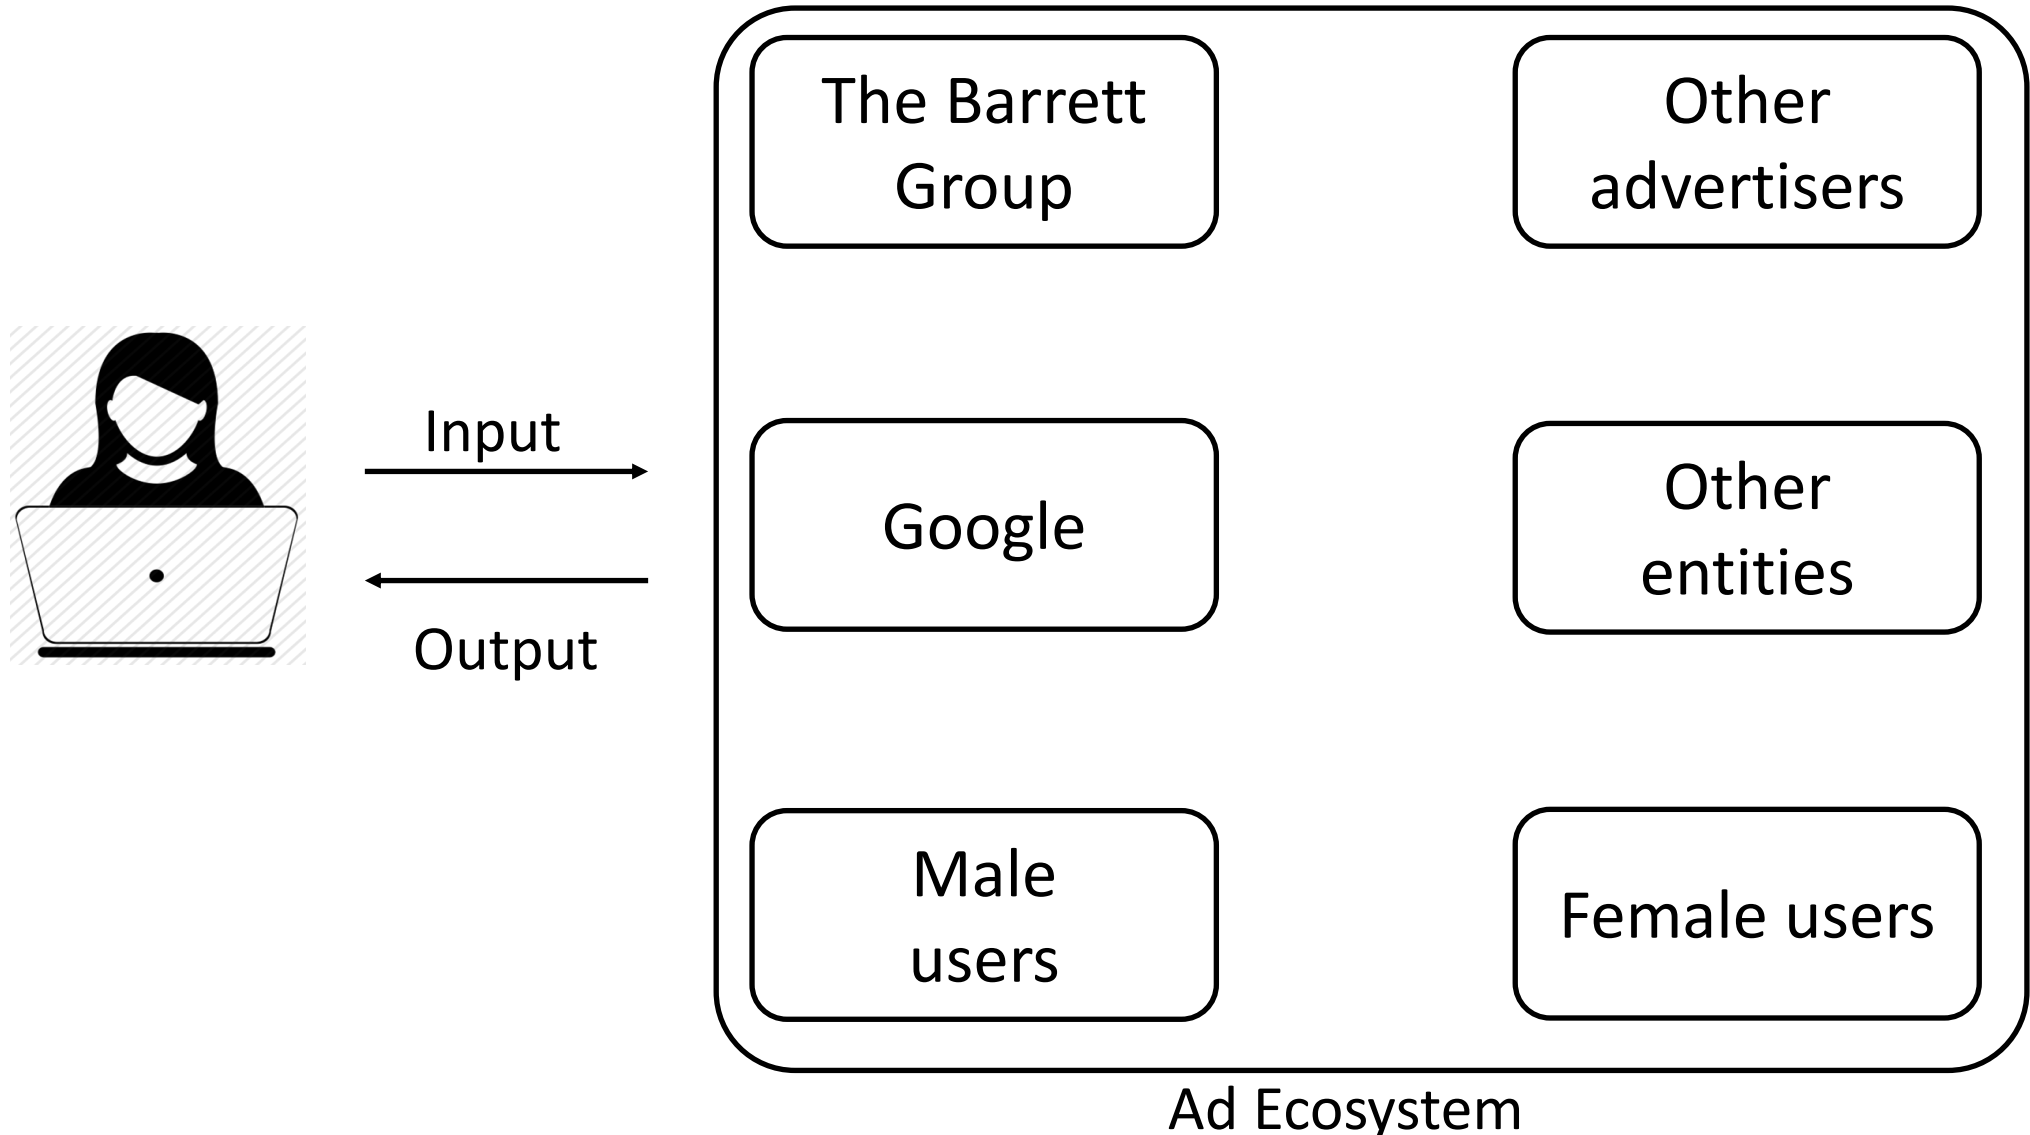 The Barrett
Group
Other
advertisers
Input
Output
Google
Other
entities
Male
users
Female users
Ad Ecosystem